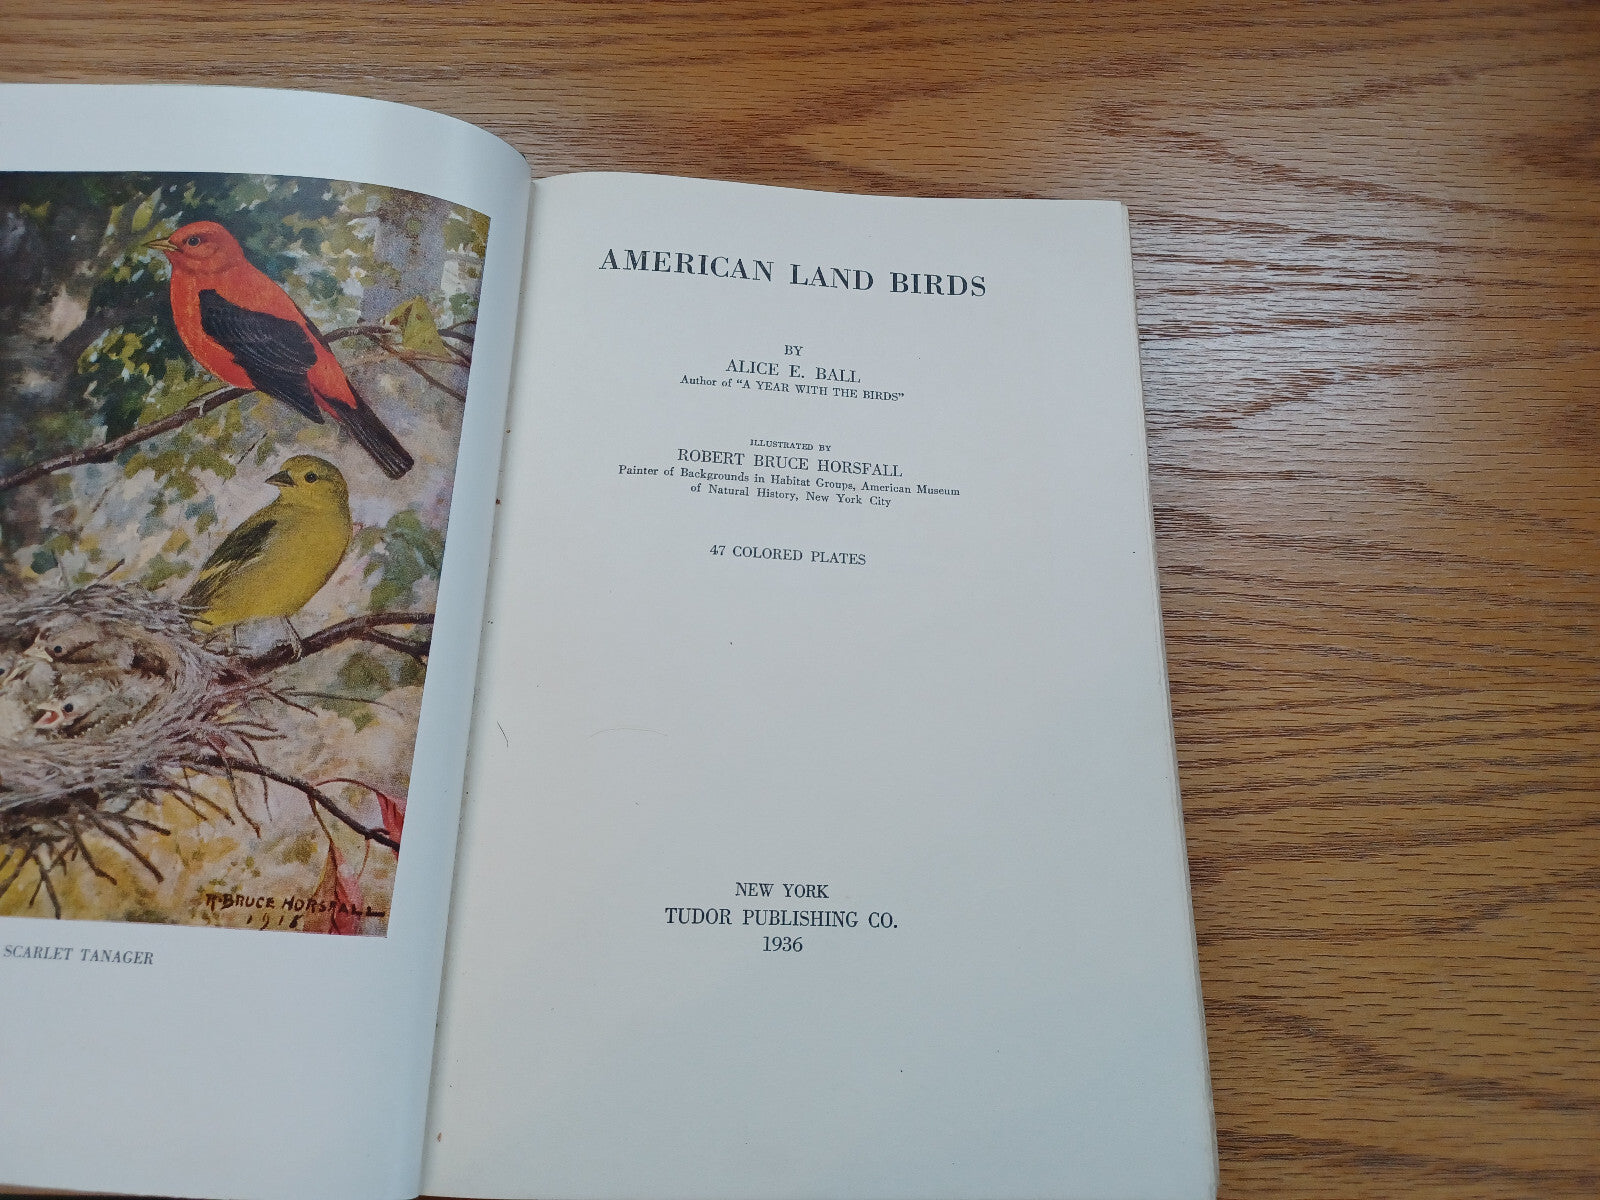 R. BRUCE HORSFALL
1918
SCARLET TANAGER
AMERICAN LAND BIRDS
BY
ALICE E. BALL
Author of "A YEAR WITH THE BIRDS"
ILLUSTRATED BY
ROBERT BRUCE HORSFALL
Painter of Backgrounds in Habitat Groups, American Museum
of Natural History, New York City
47 COLORED PLATES
NEW YORK
TUDOR PUBLISHING CO.
1936